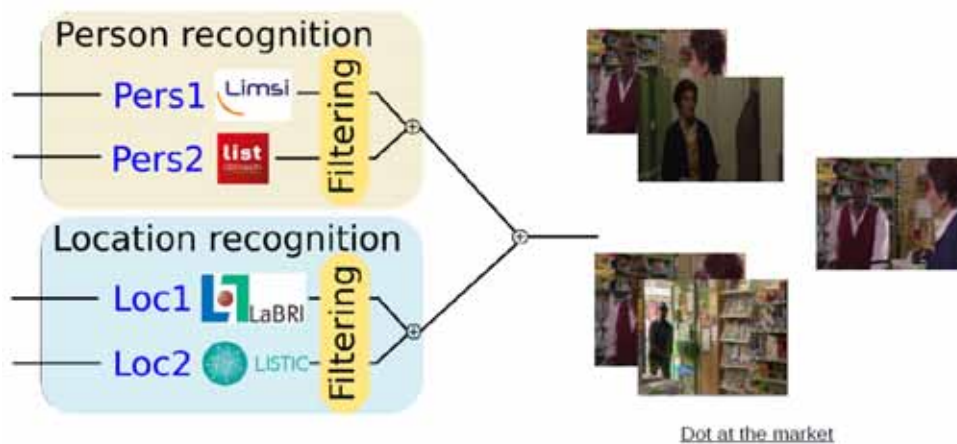 Person recognition
Pers1 Limsi
Pers2 list
Filtering
Location recognition
Loc1 LaBRI
Loc2 LISTIC
Filtering
Dot at the market